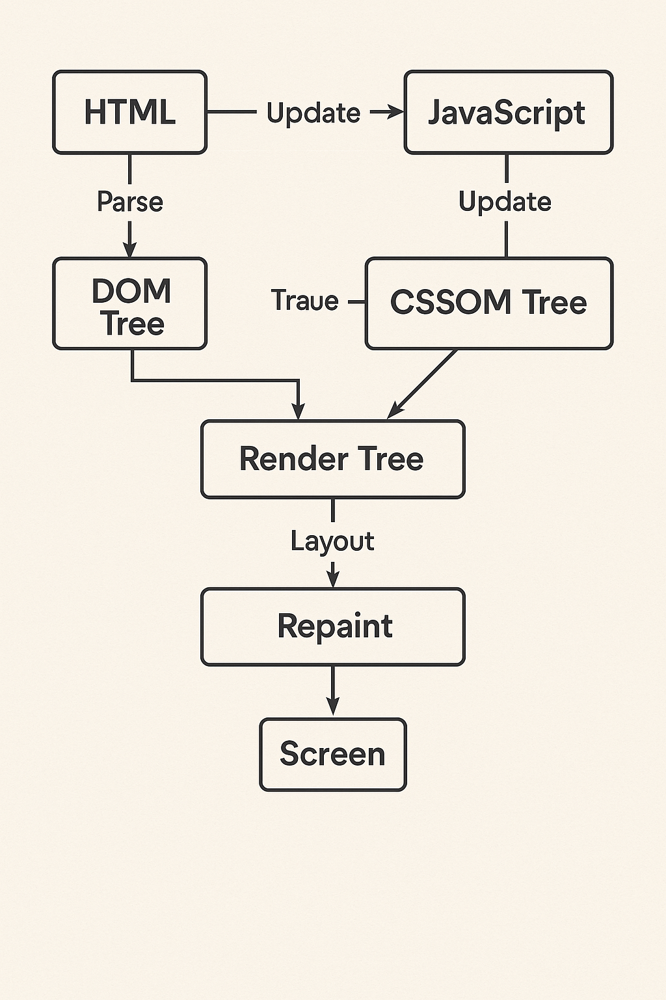 HTML
Update
JavaScript
Parse
Update
DOM
Tree
Traue
CSSOM Tree
Render Tree
Layout
Repaint
Screen